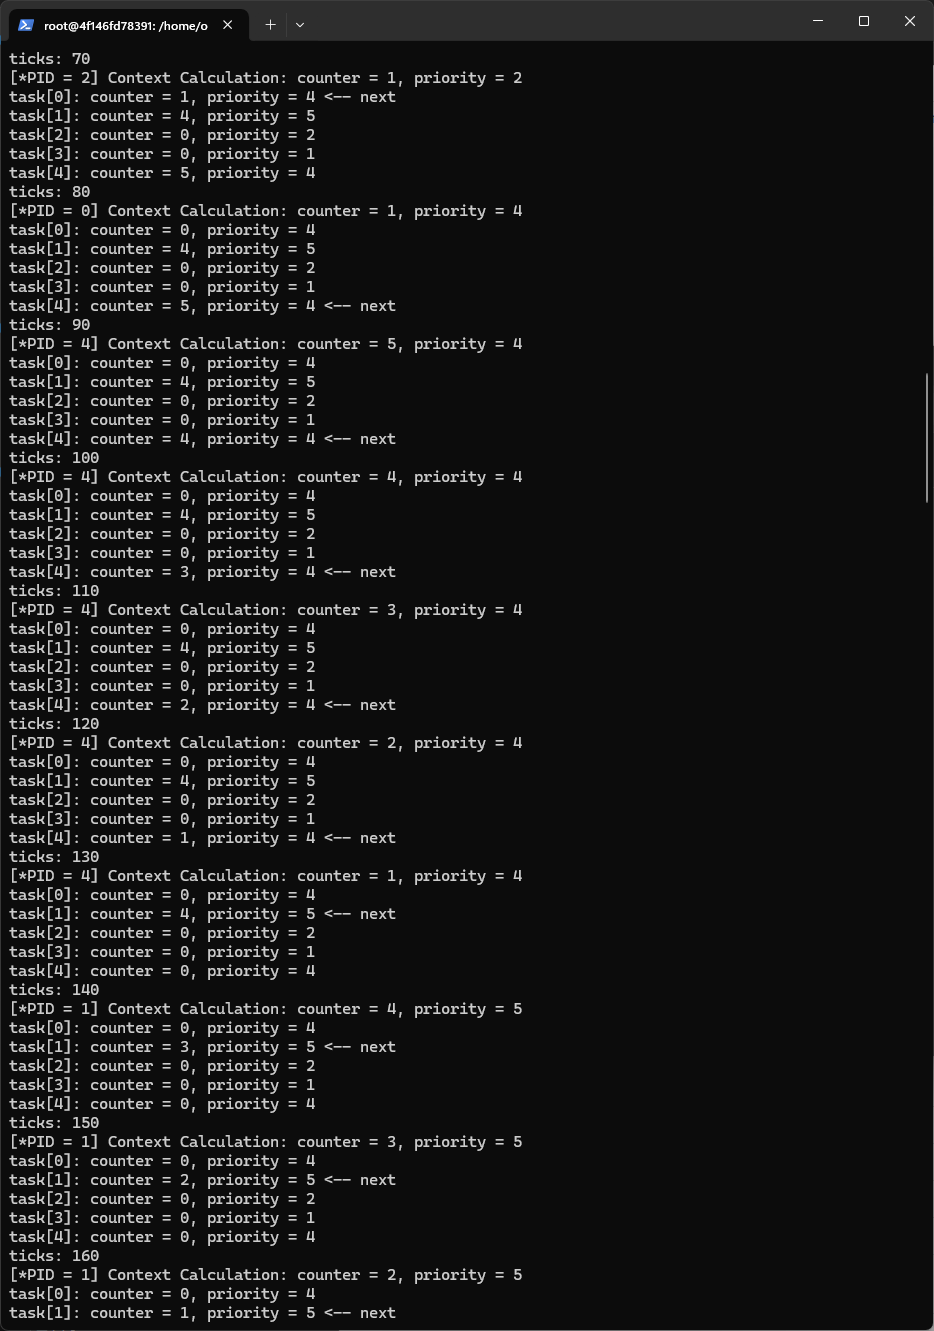 root@4f146fd78391: /home/o
ticks: 70
[*PID = 2] Context Calculation: counter = 1, priority = 2
task[0]: counter = 1, priority = 4 <-- next
task[1]: counter = 4, priority = 5
task[2]: counter = 0, priority = 2
task[3]: counter = 0, priority = 1
task[4]: counter = 5, priority = 4
ticks: 80
[*PID = 0] Context Calculation: counter = 1, priority = 4
task[0]: counter = 0, priority = 4
task[1]: counter = 4, priority = 5
task[2]: counter = 0, priority = 2
task[3]: counter = 0, priority = 1
task[4]: counter = 5, priority = 4 <-- next
ticks: 90
[*PID = 4] Context Calculation: counter = 5, priority = 4
task[0]: counter = 0, priority = 4
task[1]: counter = 4, priority = 5
task[2]: counter = 0, priority = 2
task[3]: counter = 0, priority = 1
task[4]: counter = 4, priority = 4 <-- next
ticks: 100
[*PID = 4] Context Calculation: counter = 4, priority = 4
task[0]: counter = 0, priority = 4
task[1]: counter = 4, priority = 5
task[2]: counter = 0, priority = 2
task[3]: counter = 0, priority = 1
task[4]: counter = 3, priority = 4 <-- next
ticks: 110
[*PID = 4] Context Calculation: counter = 3, priority = 4
task[0]: counter = 0, priority = 4
task[1]: counter = 4, priority = 5
task[2]: counter = 0, priority = 2
task[3]: counter = 0, priority = 1
task[4]: counter = 2, priority = 4 <-- next
ticks: 120
[*PID = 4] Context Calculation: counter = 2, priority = 4
task[0]: counter = 0, priority = 4
task[1]: counter = 4, priority = 5
task[2]: counter = 0, priority = 2
task[3]: counter = 0, priority = 1
task[4]: counter = 1, priority = 4 <-- next
ticks: 130
[*PID = 4] Context Calculation: counter = 1, priority = 4
task[0]: counter = 0, priority = 4
task[1]: counter = 4, priority = 5 <-- next
task[2]: counter = 0, priority = 2
task[3]: counter = 0, priority = 1
task[4]: counter = 0, priority = 4
ticks: 140
[*PID = 1] Context Calculation: counter = 4, priority = 5
task[0]: counter = 0, priority = 4
task[1]: counter = 3, priority = 5 <-- next
task[2]: counter = 0, priority = 2
task[3]: counter = 0, priority = 1
task[4]: counter = 0, priority = 4
ticks: 150
[*PID = 1] Context Calculation: counter = 3, priority = 5
task[0]: counter = 0, priority = 4
task[1]: counter = 2, priority = 5 <-- next
task[2]: counter = 0, priority = 2
task[3]: counter = 0, priority = 1
task[4]: counter = 0, priority = 4
ticks: 160
[*PID = 1] Context Calculation: counter = 2, priority = 5
task[0]: counter = 0, priority = 4
task[1]: counter = 1, priority = 5 <-- next